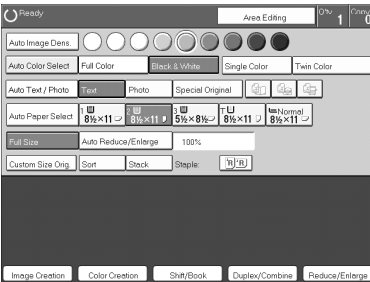 Ready Area Editing Q'ty 1 Copy 0
Auto Image Dens.
Auto Color Select Full Color Black & White Single Color Twin Color
Auto Text / Photo Text Photo Special Original
Auto Paper Select 1 8½×11 2 8½×11 3 5½×8½ T 8½×11 Normal 8½×11
Full Size Auto Reduce/Enlarge 100%
Custom Size Orig. Sort Stack Staple: R R
Image Creation Color Creation Shift/Book Duplex/Combine Reduce/Enlarge